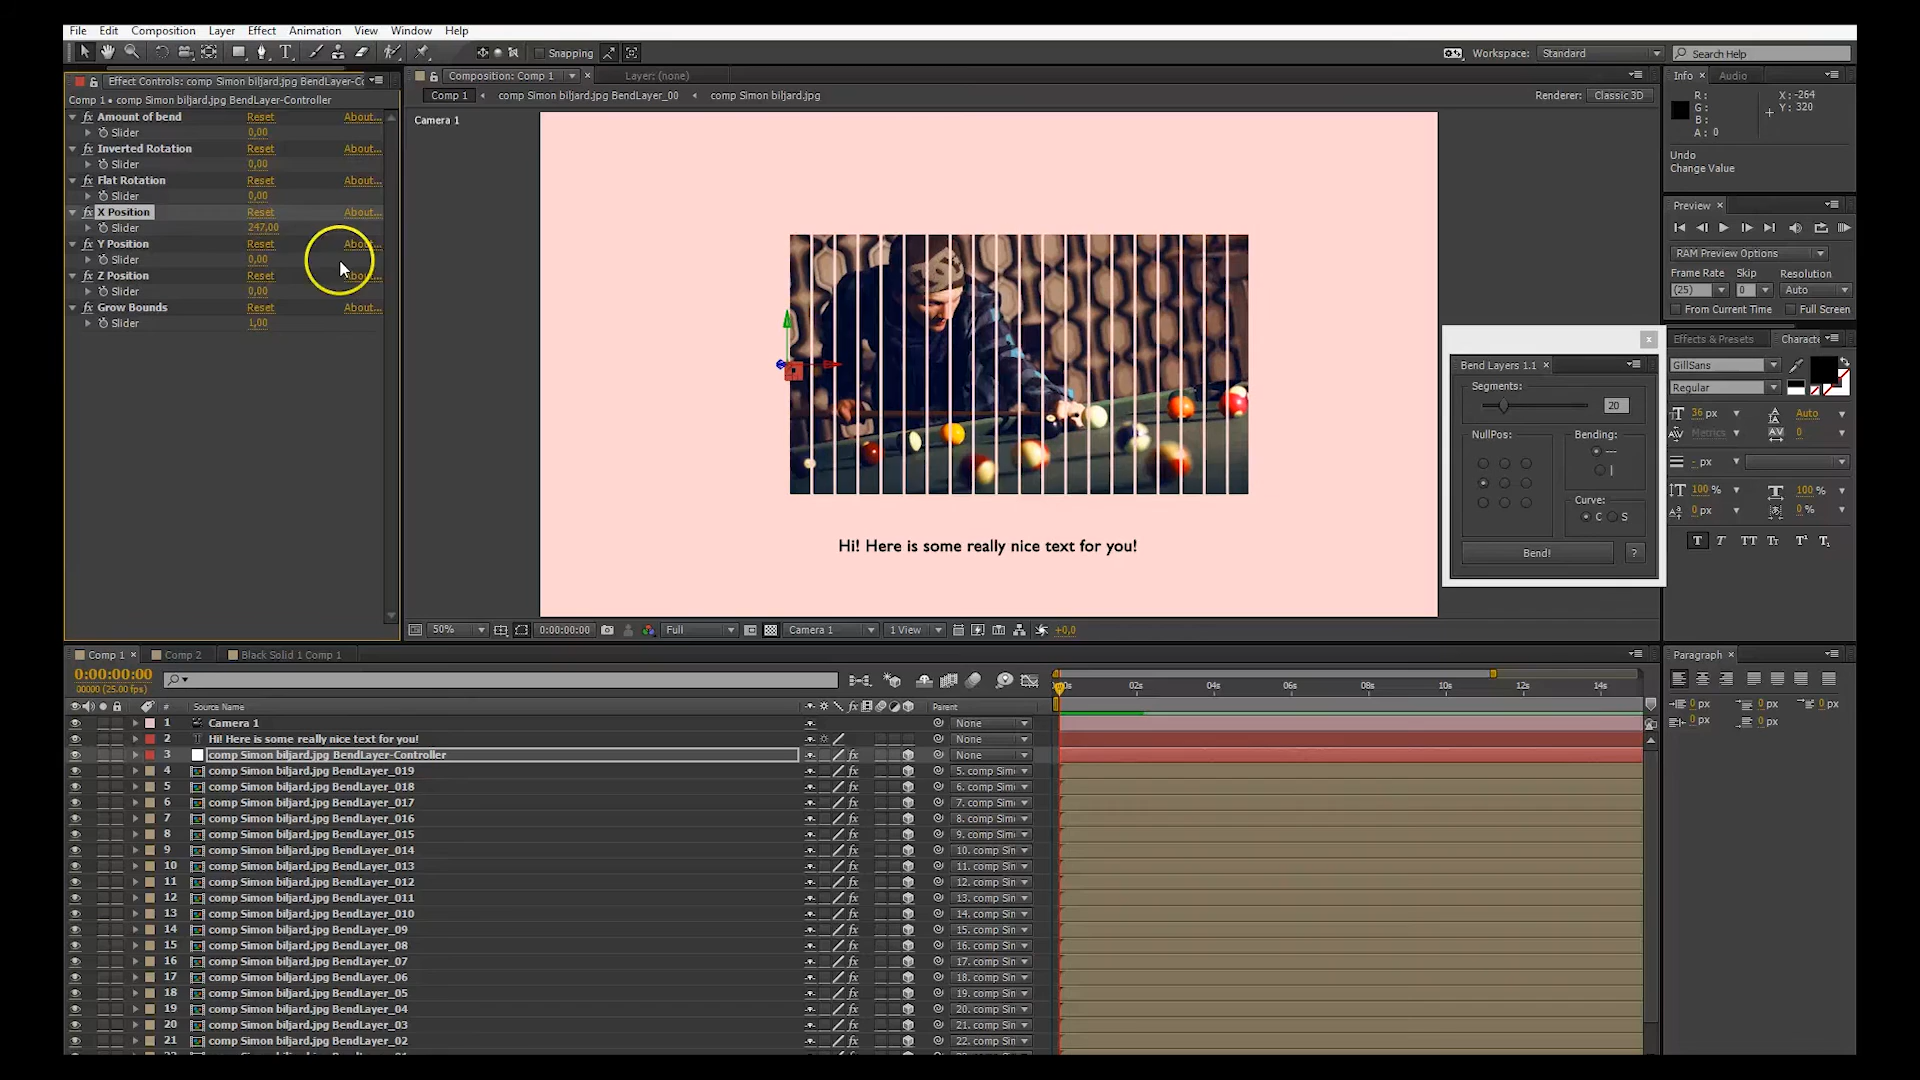 File Edit Composition Layer Effect Animation View Window Help
Snapping
Workspace: Standard
Search Help
Effect Controls: comp Simon biljard.jpg BendLayer-Co
Comp 1 • comp Simon biljard.jpg BendLayer-Controller
fx Amount of bend Reset About...
Slider 0,00
fx Inverted Rotation Reset About...
Slider 0,00
fx Flat Rotation Reset About...
Slider 0,00
fx X Position Reset About...
Slider 247,00
fx Y Position Reset About...
Slider 0,00
fx Z Position Reset About...
Slider 0,00
fx Grow Bounds Reset About...
Slider 1,00
Composition: Comp 1
Layer: (none)
Comp 1 comp Simon biljard.jpg BendLayer_00 comp Simon biljard.jpg
Renderer: Classic 3D
Camera 1
Hi! Here is some really nice text for you!
50% 0:00:00:00 Full Camera 1 1 View +0,0
Info Audio
R: X: -264
G: Y: 320
B:
A: 0
Undo
Change Value
Preview
RAM Preview Options
Frame Rate Skip Resolution
(25) 0 Auto
From Current Time Full Screen
Effects & Presets Characte
GillSans
Regular
36 px Auto
Metrics 0
- px
100 % 100 %
0 px 0 %
T T TT Tr T¹ T₁
Bend Layers 1.1
Segments:
20
NullPos: Bending:
—
|
Curve:
C S
Bend! ?
Paragraph
0 px 0 px 0 px
0 px 0 px
Comp 1 Comp 2 Black Solid 1 Comp 1
0:00:00:00
00000 (25.00 fps)
# Source Name Parent
02s 04s 06s 08s 10s 12s 14s
1 Camera 1 None
2 T Hi! Here is some really nice text for you! None
3 comp Simon biljard.jpg BendLayer-Controller None
4 comp Simon biljard.jpg BendLayer_019 5. comp Sim
5 comp Simon biljard.jpg BendLayer_018 6. comp Sim
6 comp Simon biljard.jpg BendLayer_017 7. comp Sim
7 comp Simon biljard.jpg BendLayer_016 8. comp Sim
8 comp Simon biljard.jpg BendLayer_015 9. comp Sim
9 comp Simon biljard.jpg BendLayer_014 10. comp Sin
10 comp Simon biljard.jpg BendLayer_013 11. comp Sin
11 comp Simon biljard.jpg BendLayer_012 12. comp Sin
12 comp Simon biljard.jpg BendLayer_011 13. comp Sin
13 comp Simon biljard.jpg BendLayer_010 14. comp Sin
14 comp Simon biljard.jpg BendLayer_09 15. comp Sin
15 comp Simon biljard.jpg BendLayer_08 16. comp Sin
16 comp Simon biljard.jpg BendLayer_07 17. comp Sin
17 comp Simon biljard.jpg BendLayer_06 18. comp Sin
18 comp Simon biljard.jpg BendLayer_05 19. comp Sin
19 comp Simon biljard.jpg BendLayer_04 20. comp Sin
20 comp Simon biljard.jpg BendLayer_03 21. comp Sin
21 comp Simon biljard.jpg BendLayer_02 22. comp Sin